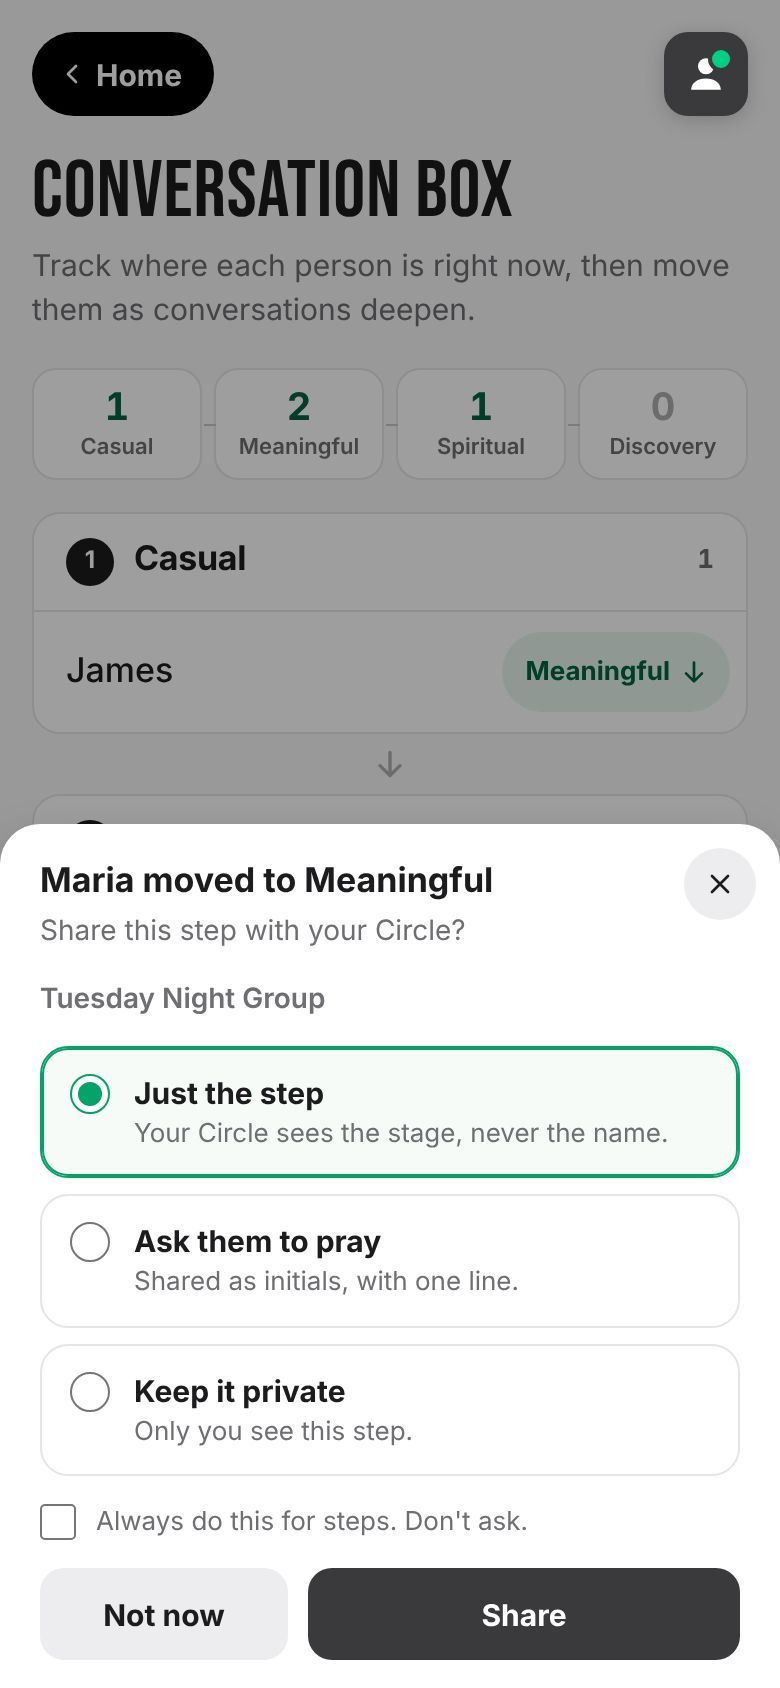 Home
CONVERSATION BOX
Track where each person is right now, then move
them as conversations deepen.
1
Casual
2
Meaningful
1
Spiritual
0
Discovery
1 Casual 1
James Meaningful ↓
Maria moved to Meaningful
Share this step with your Circle?
Tuesday Night Group
Just the step
Your Circle sees the stage, never the name.
Ask them to pray
Shared as initials, with one line.
Keep it private
Only you see this step.
Always do this for steps. Don't ask.
Not now Share